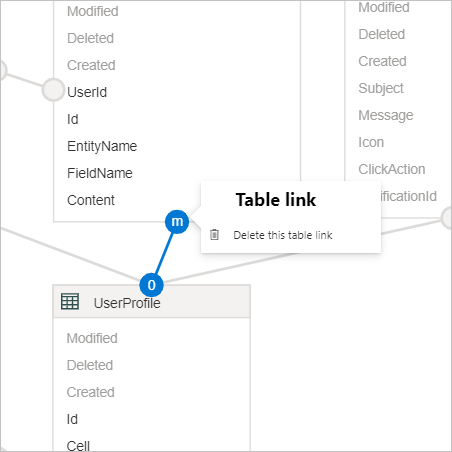 Modified
Deleted
Created
UserId
Id
EntityName
FieldName
Content
Modified
Deleted
Created
Subject
Message
Icon
ClickAction
ificationId
Table link
Delete this table link
m
0
UserProfile
Modified
Deleted
Created
Id
Cell